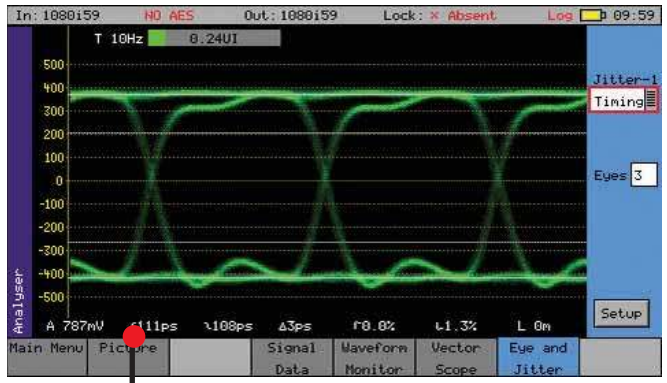 In: 1080i59 NO AES Out: 1080i59 Lock: × Absent Log 09:59
T 10Hz 0.24UI
500
400
300
200
100
0
-100
-200
-300
-400
-500
Jitter-1
Timing
Eyes 3
Setup
Analyser
A 787mV 111ps 108ps Δ3ps 0.0% 1.3% L 0m
Main Menu Picture Signal Data Waveform Monitor Vector Scope Eye and Jitter